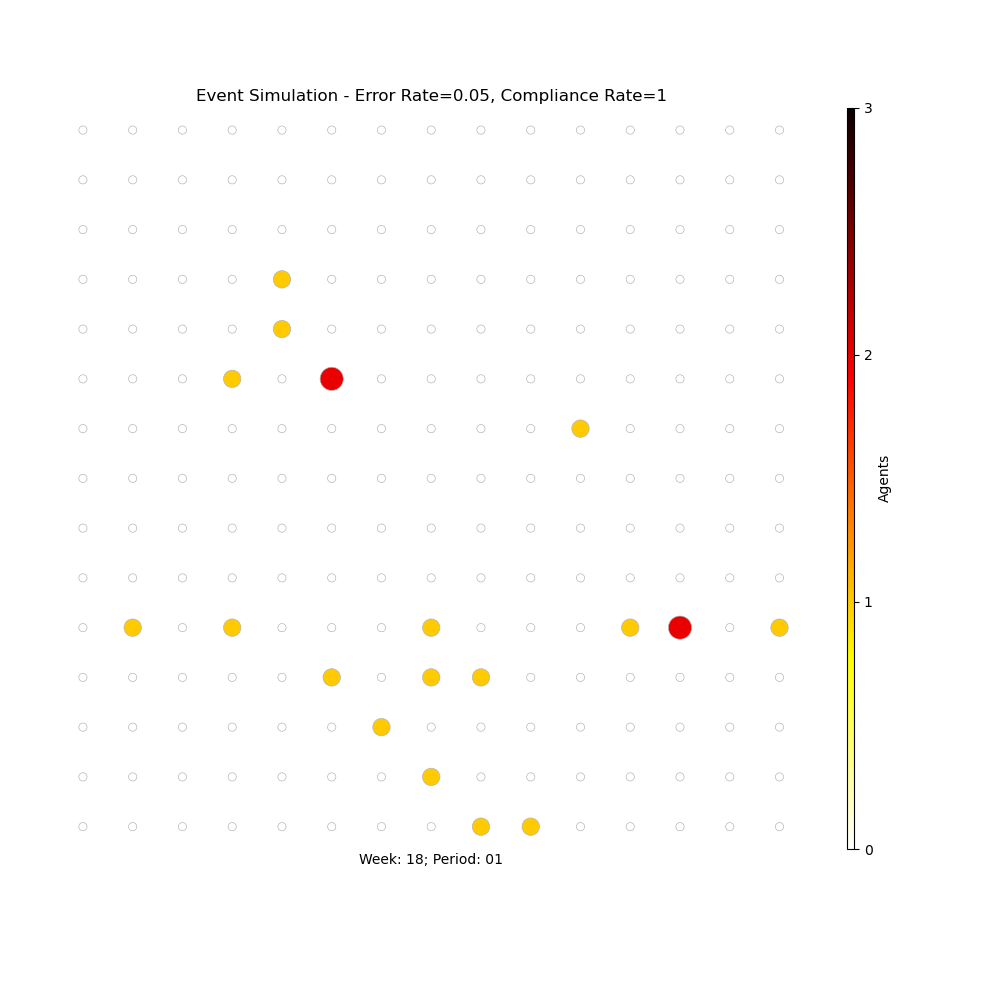 Event Simulation - Error Rate=0.05, Compliance Rate=1
3
2
Agents
1
0
Week: 18; Period: 01